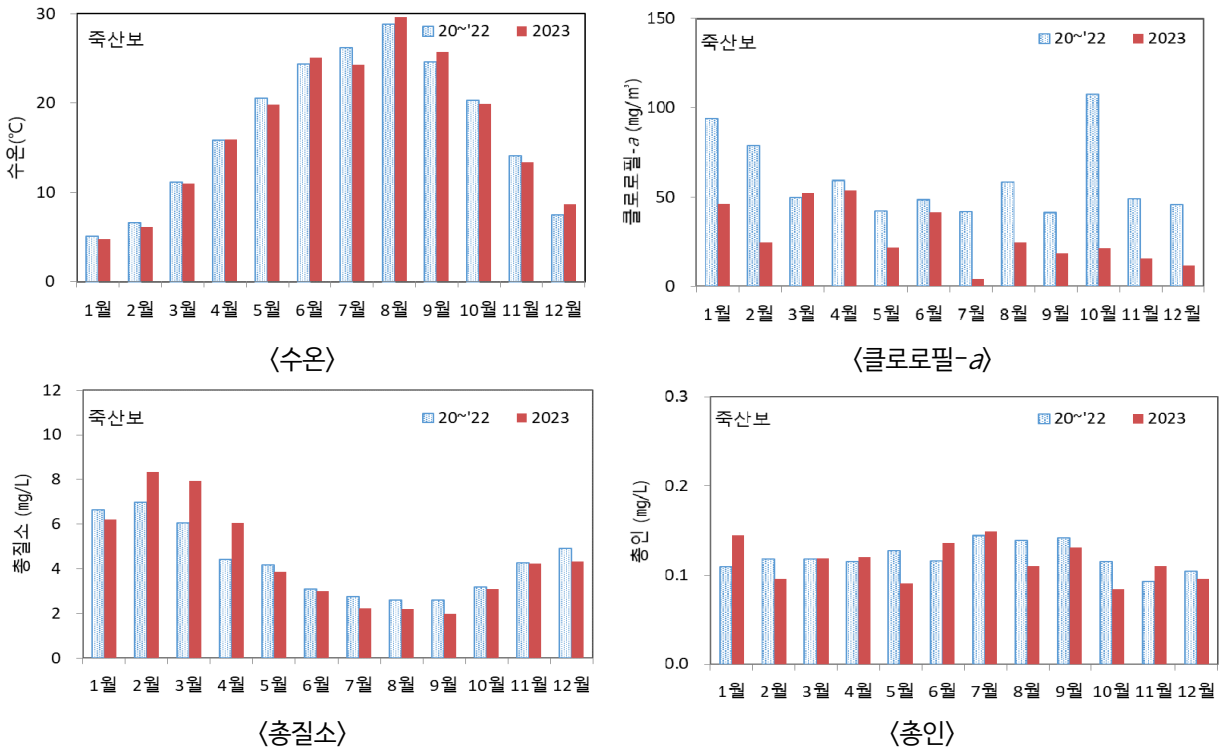 죽산보
20~'22 2023
수온(℃)
30
20
10
0
1월 2월 3월 4월 5월 6월 7월 8월 9월 10월 11월 12월
〈수온〉
죽산보
20~'22 2023
클로로필-a (㎎/㎥)
150
100
50
0
1월 2월 3월 4월 5월 6월 7월 8월 9월 10월 11월 12월
〈클로로필-a〉
죽산보
20~'22 2023
총질소 (㎎/L)
12
10
8
6
4
2
0
1월 2월 3월 4월 5월 6월 7월 8월 9월 10월 11월 12월
〈총질소〉
죽산보
20~'22 2023
총인 (㎎/L)
0.3
0.2
0.1
0.0
1월 2월 3월 4월 5월 6월 7월 8월 9월 10월 11월 12월
〈총인〉